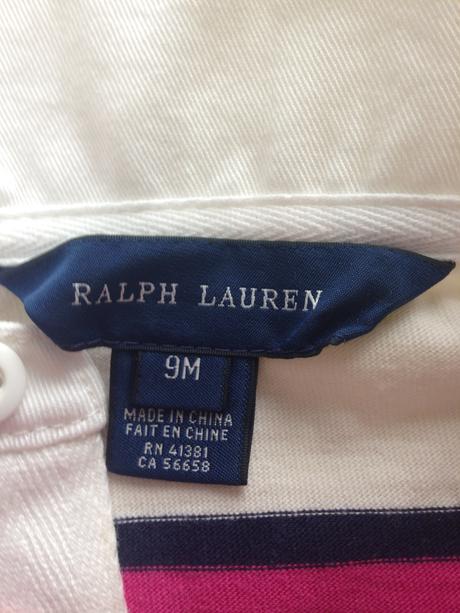 RALPH LAUREN
9M
MADE IN CHINA
FAIT EN CHINE
RN 41381
CA 56658